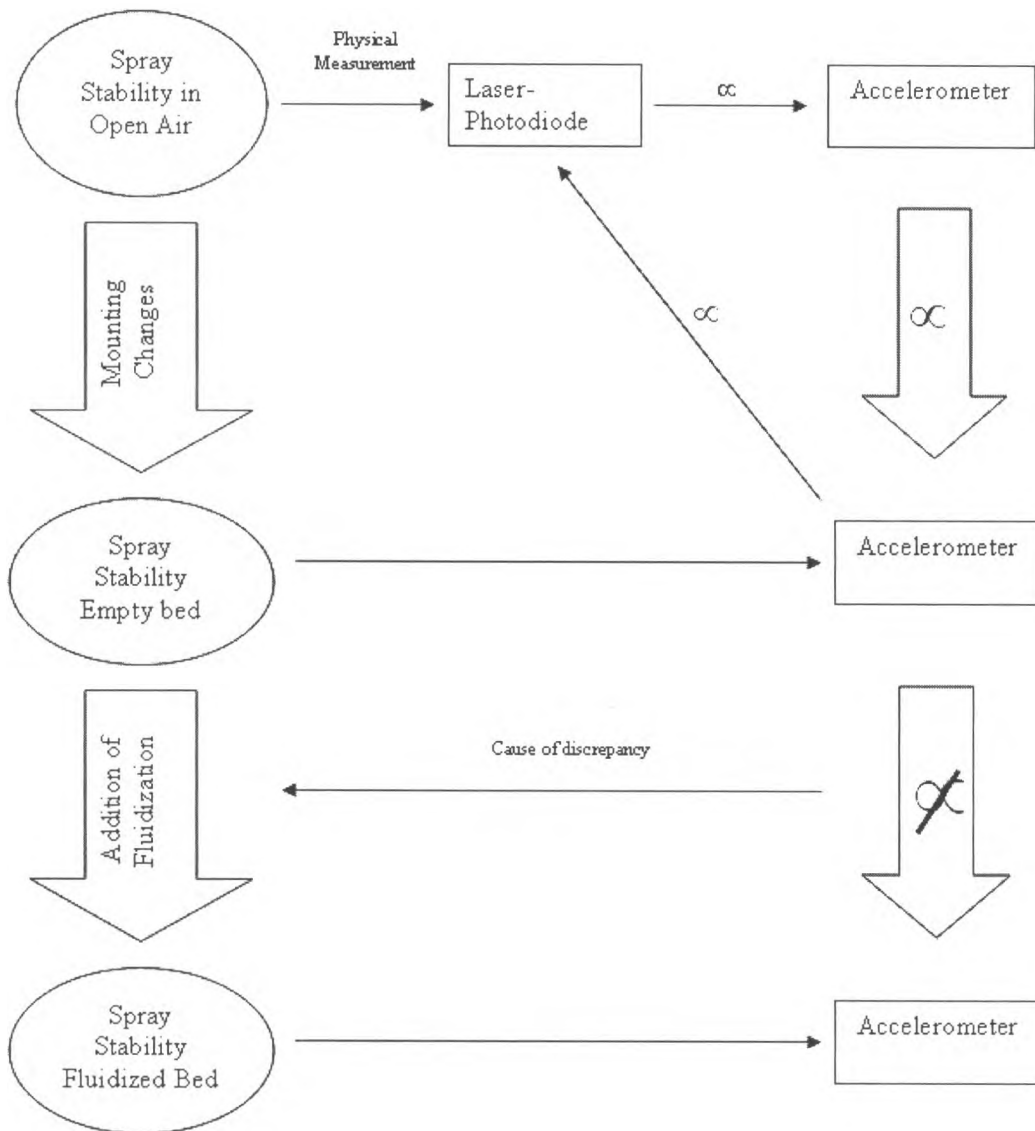 Spray
Stability in
Open Air
Physical
Measurement
Laser-
Photodiode
∝
Accelerometer
Mounting
Changes
∝
∝
Spray
Stability
Empty bed
Accelerometer
Addition of
Fluidization
Cause of discrepancy
∝
Spray
Stability
Fluidized Bed
Accelerometer